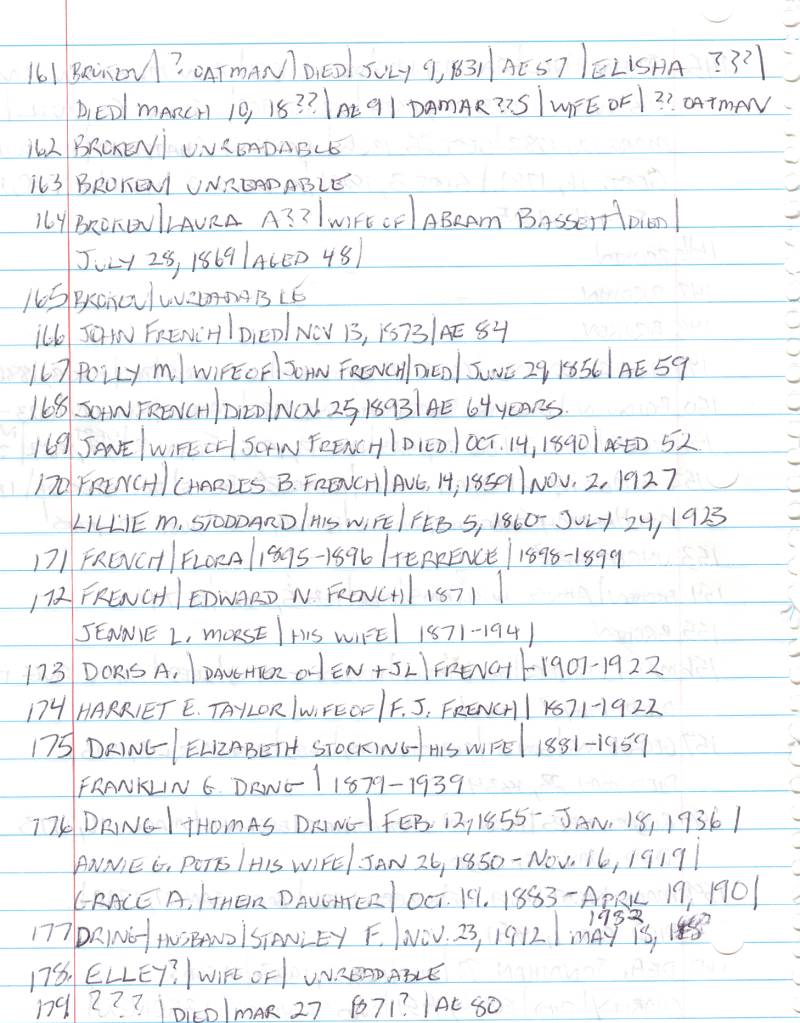 161 BROKEN | ? OATMAN | DIED | JULY 9, 1831 | AE 57 | ELISHA ??? |
DIED | MARCH 10, 18?? | AE 9 | DAMAR??S | WIFE OF | ?? OATMAN
162 BROKEN | UNREADABLE
163 BROKEN | UNREADABLE
164 BROKEN | LAURA A?? | WIFE OF | ABRAM BASSETT | DIED |
JULY 28, 1869 | AGED 48 |
165 BROKEN | UNREADABLE
166 JOHN FRENCH | DIED | NOV 13, 1873 | AE 84
167 POLLY M. | WIFE OF | JOHN FRENCH | DIED | JUNE 29, 1856 | AE 59
168 JOHN FRENCH | DIED | NOV. 25, 1893 | AE 64 YEARS.
169 JANE | WIFE OF | JOHN FRENCH | DIED | OCT. 14, 1890 | AGED 52
170 FRENCH | CHARLES B. FRENCH | AUG. 14, 1859 | NOV. 2, 1927
LILLIE M. STODDARD | HIS WIFE | FEB 5, 1860 - JULY 24, 1923
171 FRENCH | FLORA | 1895-1896 | TERRENCE | 1898-1899
172 FRENCH | EDWARD N. FRENCH | 1871 |
JENNIE L. MORSE | HIS WIFE | 1871-1941
173 DORIS A. | DAUGHTER OF | EN + JL | FRENCH | 1907-1922
174 HARRIET E. TAYLOR | WIFE OF | F. J. FRENCH | 1871-1922
175 DRING | ELIZABETH STOCKING | HIS WIFE | 1881-1959
FRANKLIN G. DRING | 1879-1939
176 DRING | THOMAS DRING | FEB. 12, 1855 - JAN. 18, 1936 |
ANNIE G. POTTS | HIS WIFE | JAN 26, 1850 - NOV. 16, 1919 |
GRACE A. | THEIR DAUGHTER | OCT. 19. 1883 - APRIL 19, 1901
177 DRING | HUSBAND | STANLEY F. | NOV. 23, 1912 | MAY 18, 1932
178. ELLEY? | WIFE OF | UNREADABLE
179 ??? | DIED | MAR 27 1871? | AE 80